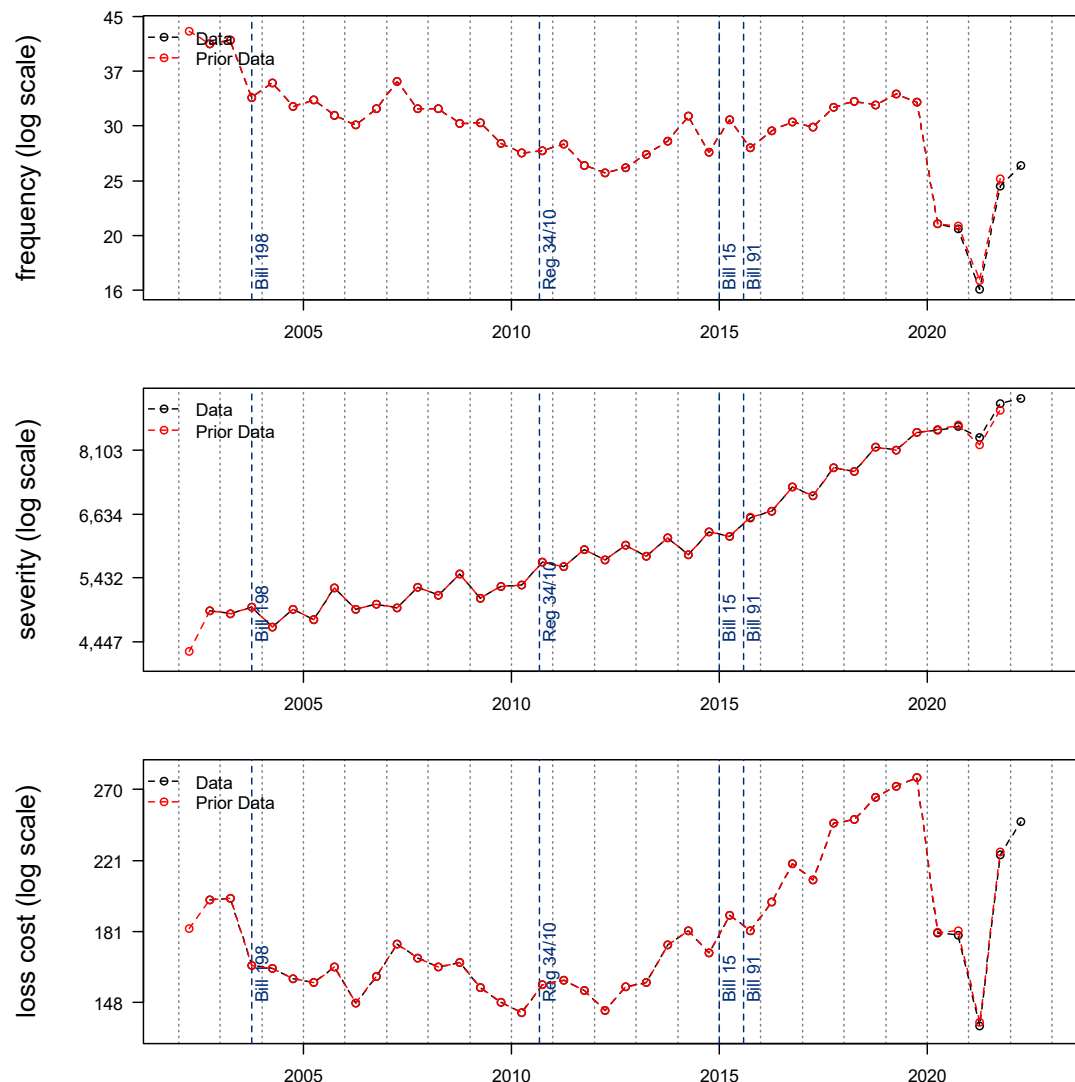 frequency (log scale)
45
37
30
25
20
16
Data
Prior Data
Bill 198
Reg 34/10
Bill 15
Bill 91
2005
2010
2015
2020
severity (log scale)
8,103
6,634
5,432
4,447
Data
Prior Data
Bill 198
Reg 34/10
Bill 15
Bill 91
2005
2010
2015
2020
loss cost (log scale)
270
221
181
148
Data
Prior Data
Bill 198
Reg 34/10
Bill 15
Bill 91
2005
2010
2015
2020